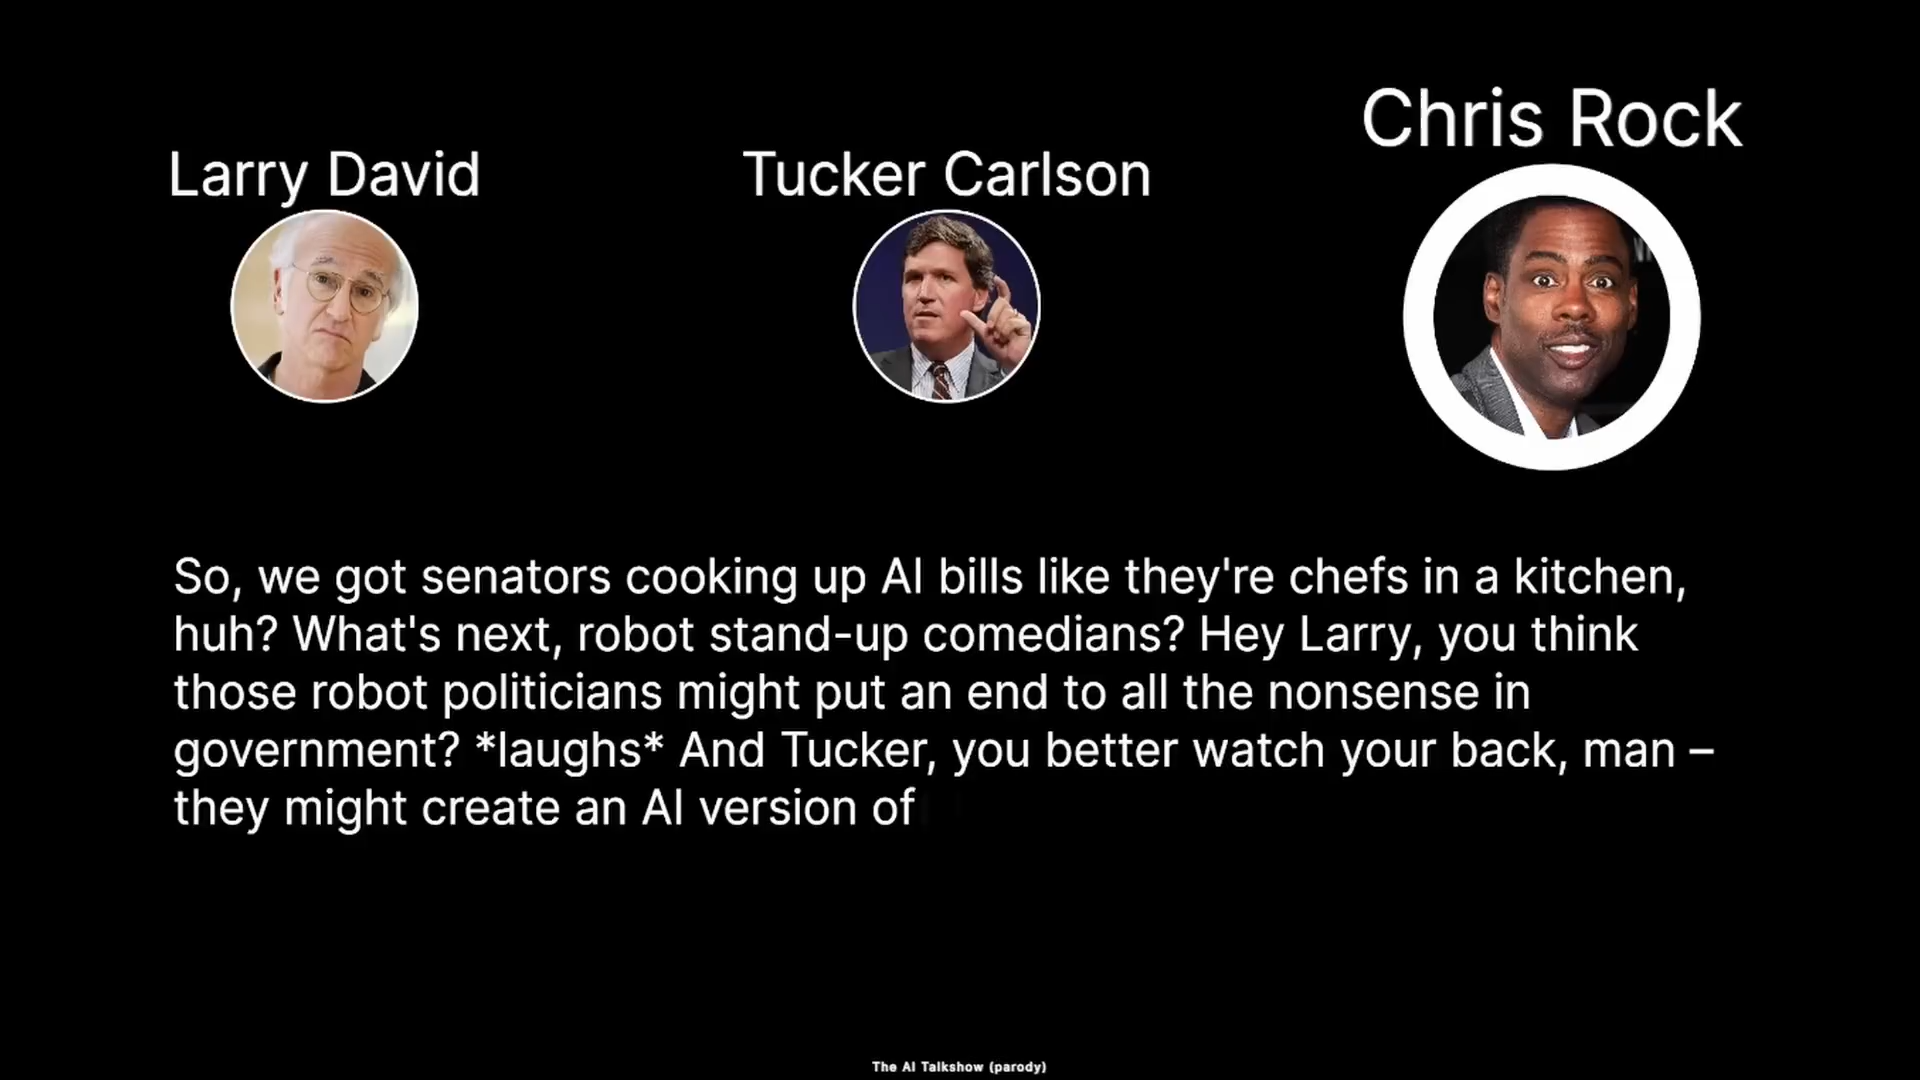 Larry David
Tucker Carlson
Chris Rock
So, we got senators cooking up AI bills like they're chefs in a kitchen,
huh? What's next, robot stand-up comedians? Hey Larry, you think
those robot politicians might put an end to all the nonsense in
government? *laughs* And Tucker, you better watch your back, man –
they might create an AI version of
The AI Talkshow (parody)